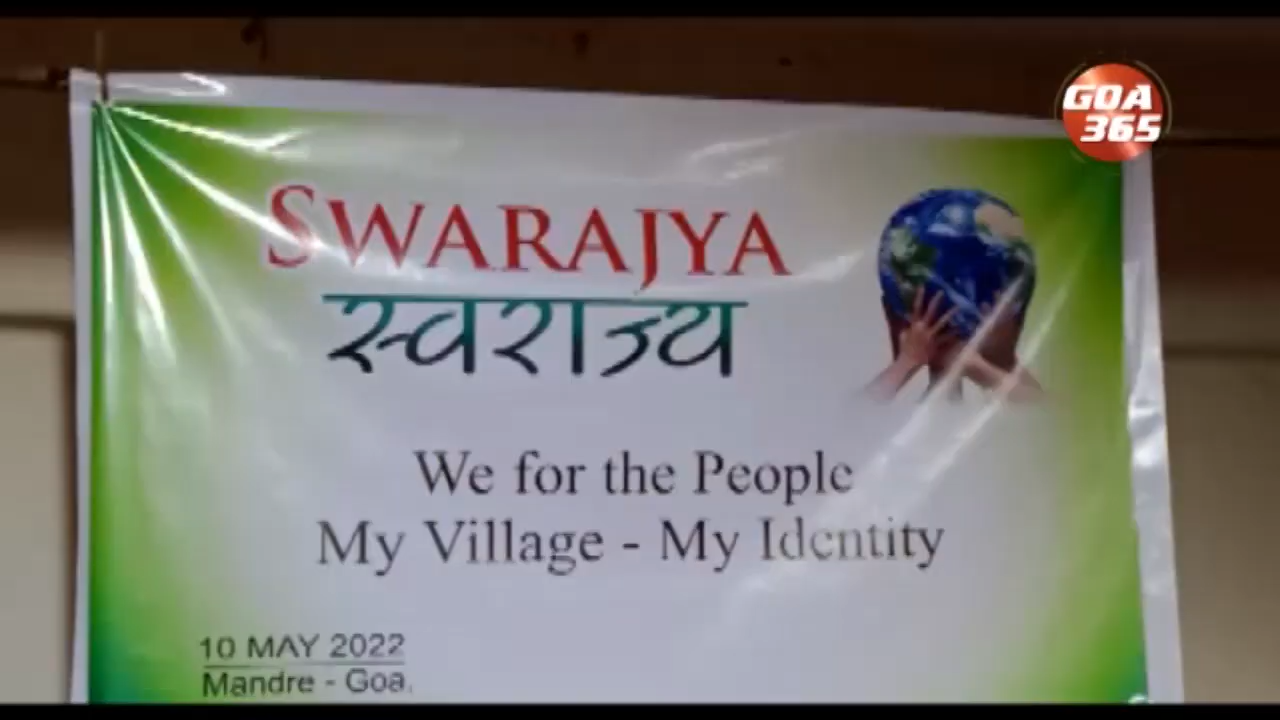 GOA
365
SWARAJYA
स्वराज्य
We for the People
My Village - My Identity
10 MAY 2022
Mandre - Goa.